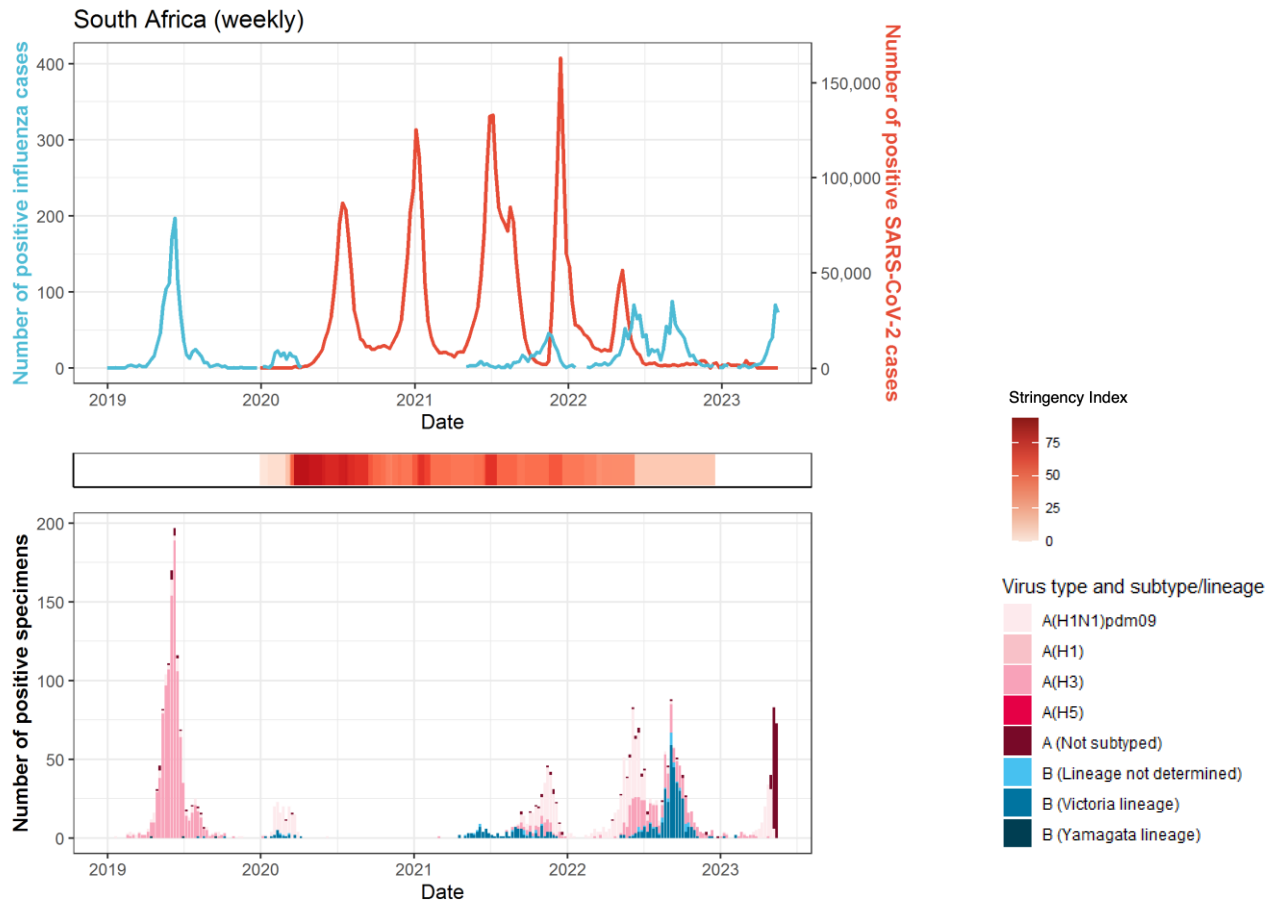 South Africa (weekly)
Number of positive influenza cases
400
300
200
100
0
Number of positive SARS-CoV-2 cases
150,000
100,000
50,000
0
2019 2020 2021 2022 2023
Date
Stringency Index
75
50
25
0
Number of positive specimens
200
150
100
50
0
2019 2020 2021 2022 2023
Date
Virus type and subtype/lineage
A(H1N1)pdm09
A(H1)
A(H3)
A(H5)
A (Not subtyped)
B (Lineage not determined)
B (Victoria lineage)
B (Yamagata lineage)